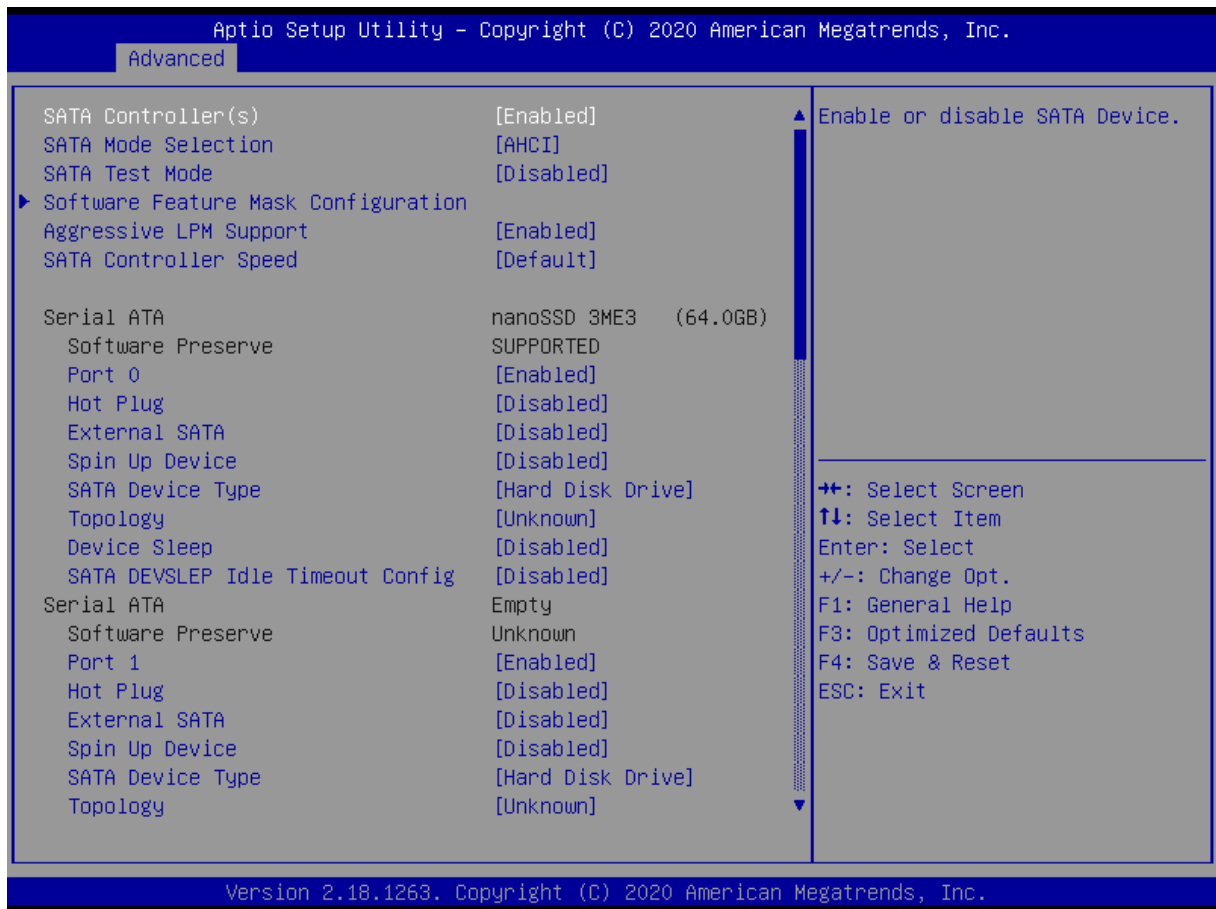 Aptio Setup Utility – Copyright (C) 2020 American Megatrends, Inc.
Advanced
SATA Controller(s) [Enabled]
SATA Mode Selection [AHCI]
SATA Test Mode [Disabled]
Software Feature Mask Configuration
Aggressive LPM Support [Enabled]
SATA Controller Speed [Default]
Serial ATA nanoSSD 3ME3 (64.0GB)
Software Preserve SUPPORTED
Port 0 [Enabled]
Hot Plug [Disabled]
External SATA [Disabled]
Spin Up Device [Disabled]
SATA Device Type [Hard Disk Drive]
Topology [Unknown]
Device Sleep [Disabled]
SATA DEVSLEP Idle Timeout Config [Disabled]
Serial ATA Empty
Software Preserve Unknown
Port 1 [Enabled]
Hot Plug [Disabled]
External SATA [Disabled]
Spin Up Device [Disabled]
SATA Device Type [Hard Disk Drive]
Topology [Unknown]
Enable or disable SATA Device.
→←: Select Screen
↑↓: Select Item
Enter: Select
+/-: Change Opt.
F1: General Help
F3: Optimized Defaults
F4: Save & Reset
ESC: Exit
Version 2.18.1263. Copyright (C) 2020 American Megatrends, Inc.